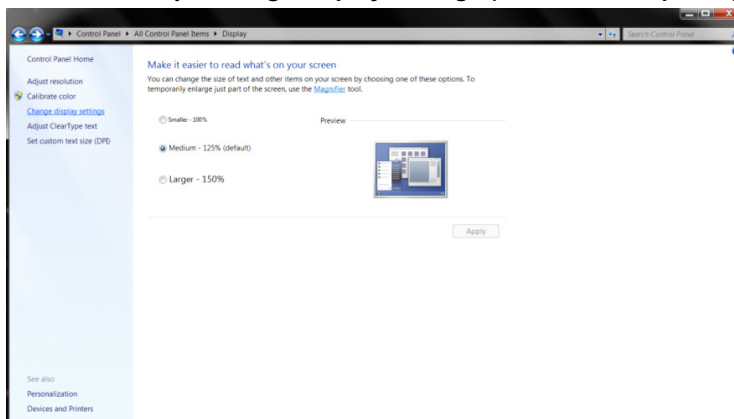 Control Panel ▸ All Control Panel Items ▸ Display
Search Control Panel
Control Panel Home
Adjust resolution
Calibrate color
Change display settings
Adjust ClearType text
Set custom text size (DPI)
Make it easier to read what's on your screen
You can change the size of text and other items on your screen by choosing one of these options. To
temporarily enlarge just part of the screen, use the Magnifier tool.
Smaller - 100%
Preview
Medium - 125% (default)
Larger - 150%
Apply
See also
Personalization
Devices and Printers